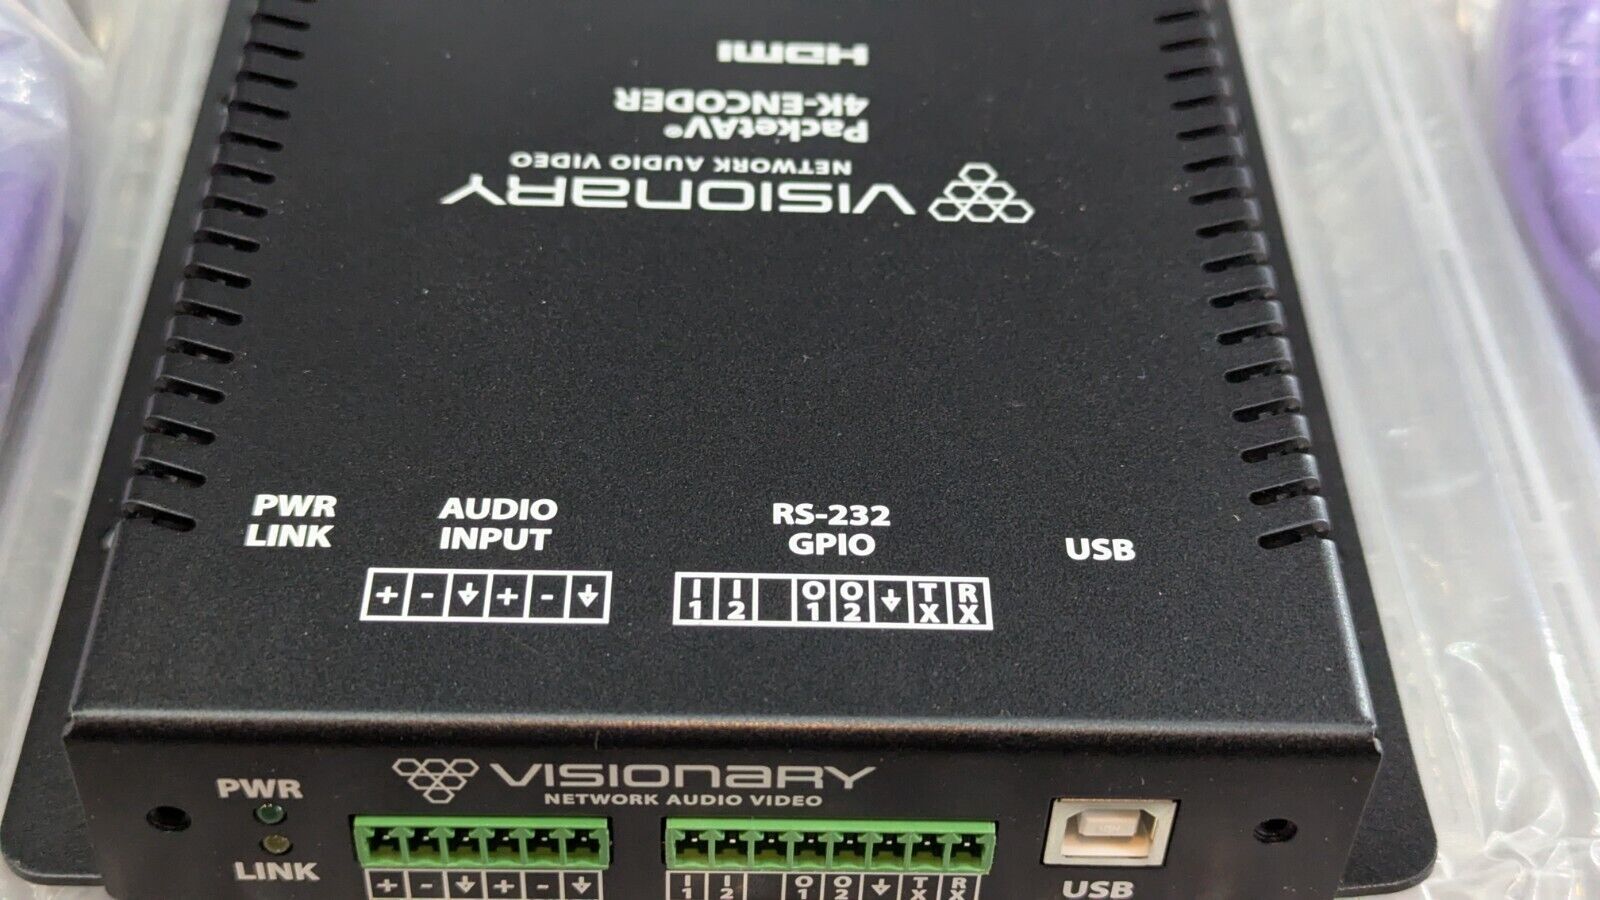 HDMI
4K-ENCODER
PacketAV®
NETWORK AUDIO VIDEO
VISIONARY
PWR
LINK
AUDIO
INPUT
+ - + -
RS-232
GPIO
I1 I2 O1 O2 TX RX
USB
VISIONARY
NETWORK AUDIO VIDEO
PWR
LINK
+ - + -
I1 I2 O1 O2 TX RX
USB